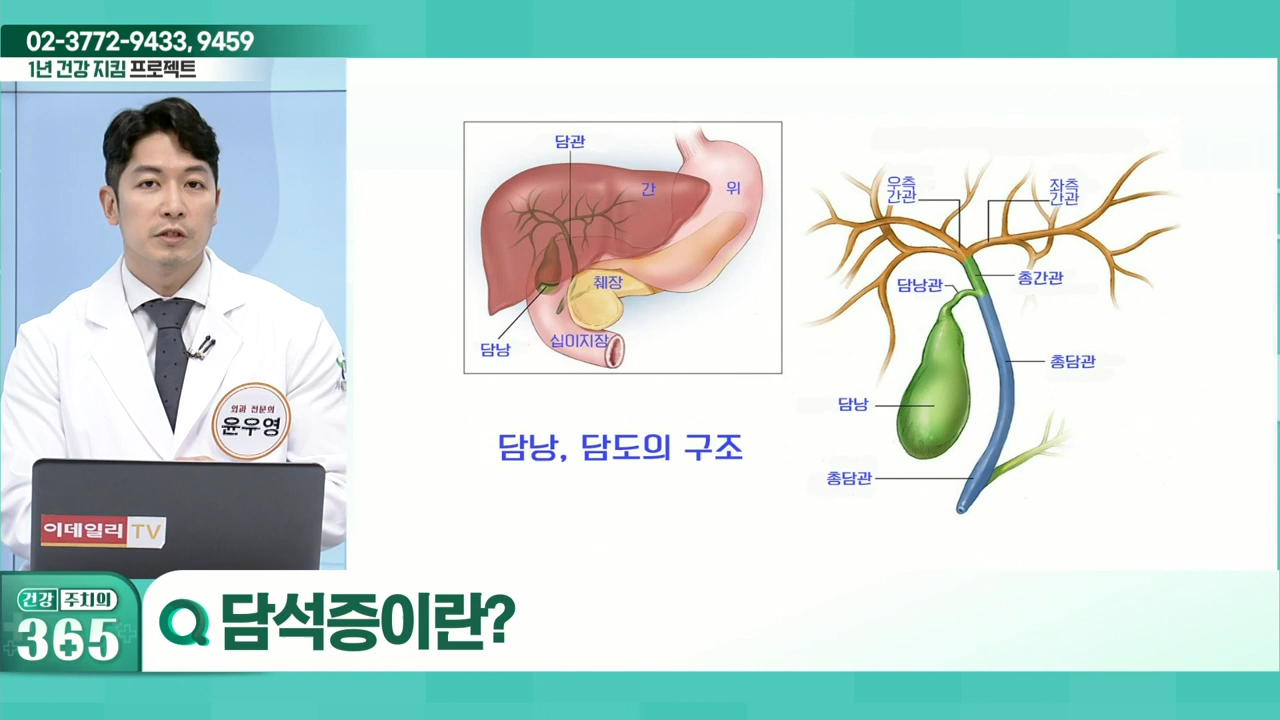 02-3772-9433, 9459
1년 건강 지킴 프로젝트
외과 전문의
윤우영
이데일리 TV
담관
간
위
췌장
십이지장
담낭
담낭, 담도의 구조
우측
간관
좌측
간관
담낭관
총간관
총담관
담낭
총담관
건강 주치의
365
Q 담석증이란?